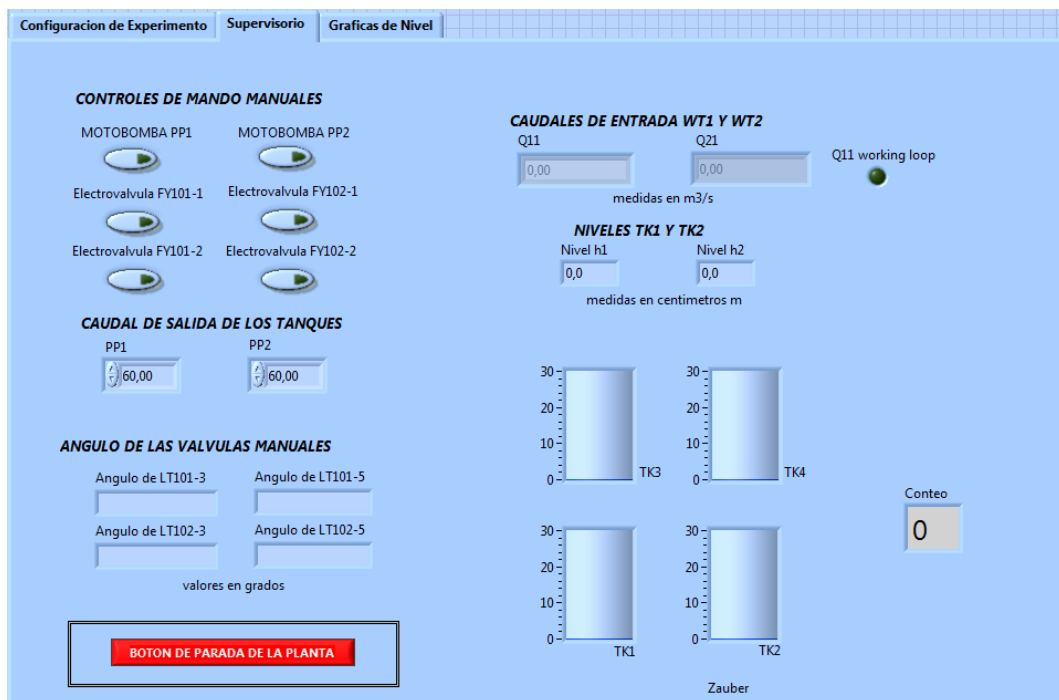 Configuracion de Experimento Supervisorio Graficas de Nivel
CONTROLES DE MANDO MANUALES
MOTOBOMBA PP1 MOTOBOMBA PP2
Electrovalvula FY101-1 Electrovalvula FY102-1
Electrovalvula FY101-2 Electrovalvula FY102-2
CAUDAL DE SALIDA DE LOS TANQUES
PP1 PP2
60,00 60,00
ANGULO DE LAS VALVULAS MANUALES
Angulo de LT101-3 Angulo de LT101-5
Angulo de LT102-3 Angulo de LT102-5
valores en grados
BOTON DE PARADA DE LA PLANTA
CAUDALES DE ENTRADA WT1 Y WT2
Q11 Q21
0,00 0,00
Q11 working loop
medidas en m3/s
NIVELES TK1 Y TK2
Nivel h1 Nivel h2
0,0 0,0
medidas en centimetros m
30 30
20 20
10 10
0 TK3 0 TK4
30 30
20 20
10 10
0 0
TK1 TK2
Conteo
0
Zauber